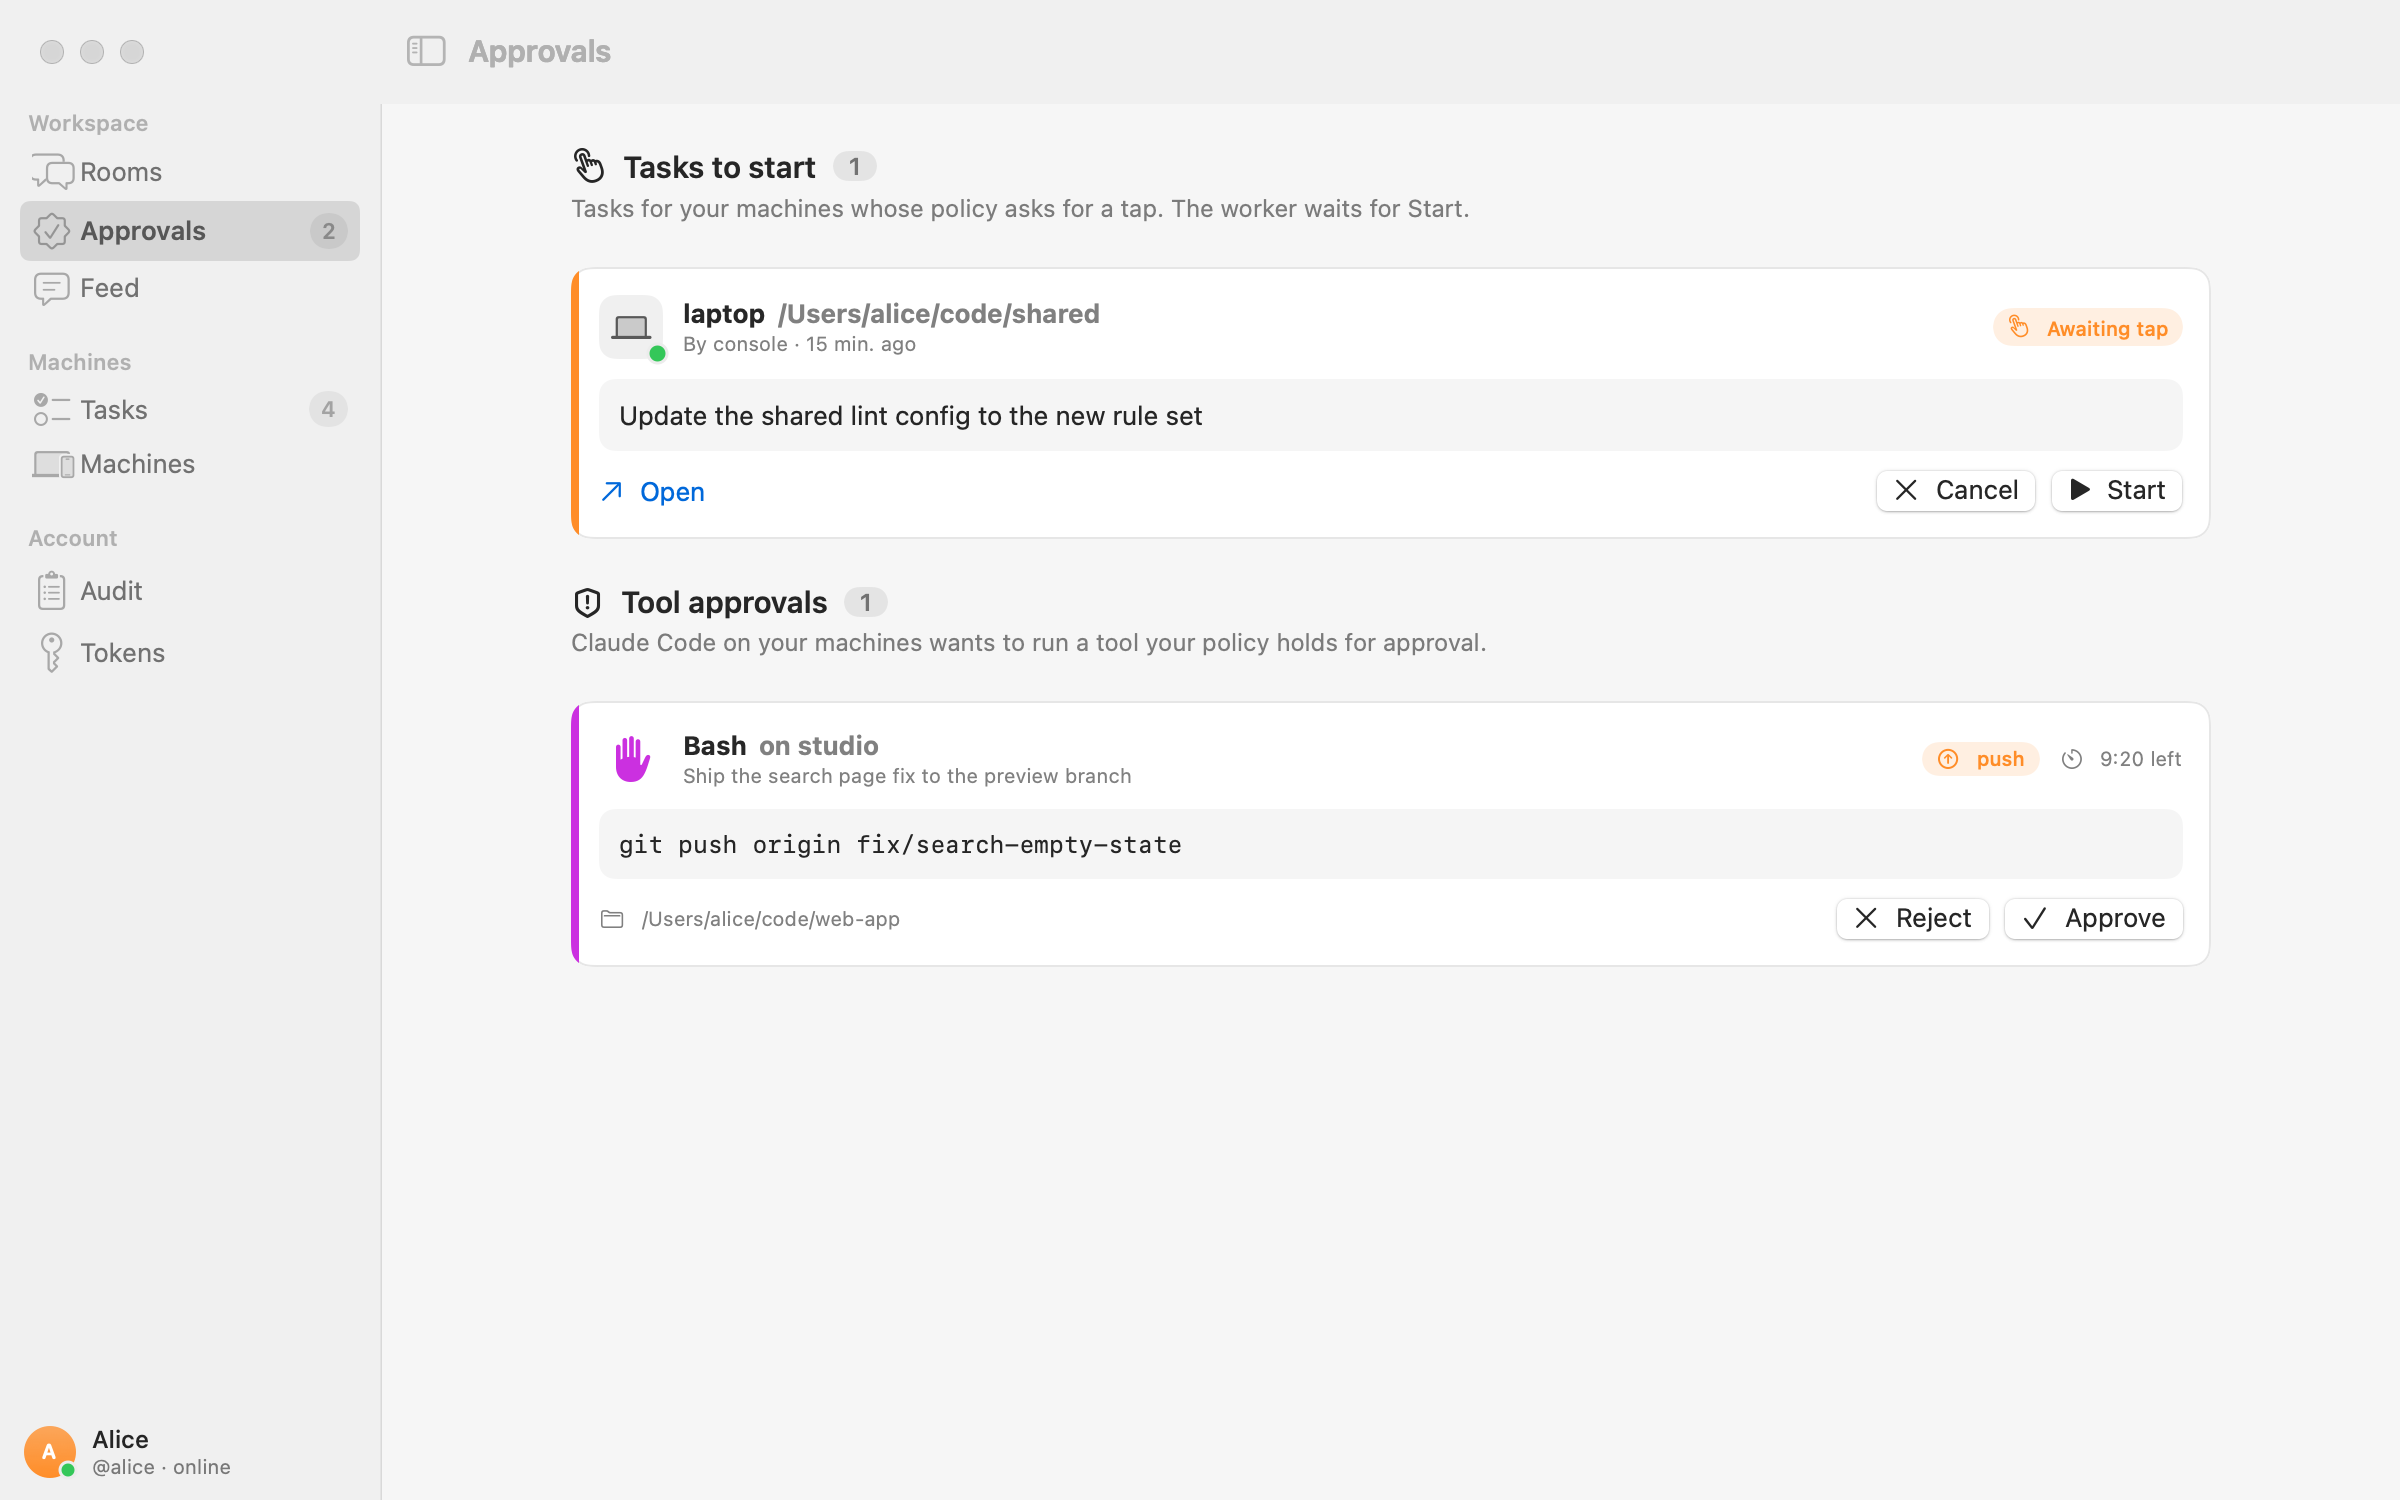 Approvals
Workspace
Rooms
Approvals 2
Feed
Machines
Tasks 4
Machines
Account
Audit
Tokens
A
Alice
@alice · online
Tasks to start 1
Tasks for your machines whose policy asks for a tap. The worker waits for Start.
laptop /Users/alice/code/shared
By console · 15 min. ago
Awaiting tap
Update the shared lint config to the new rule set
Open
Cancel
Start
Tool approvals 1
Claude Code on your machines wants to run a tool your policy holds for approval.
Bash on studio
Ship the search page fix to the preview branch
push
9:20 left
git push origin fix/search-empty-state
/Users/alice/code/web-app
Reject
Approve